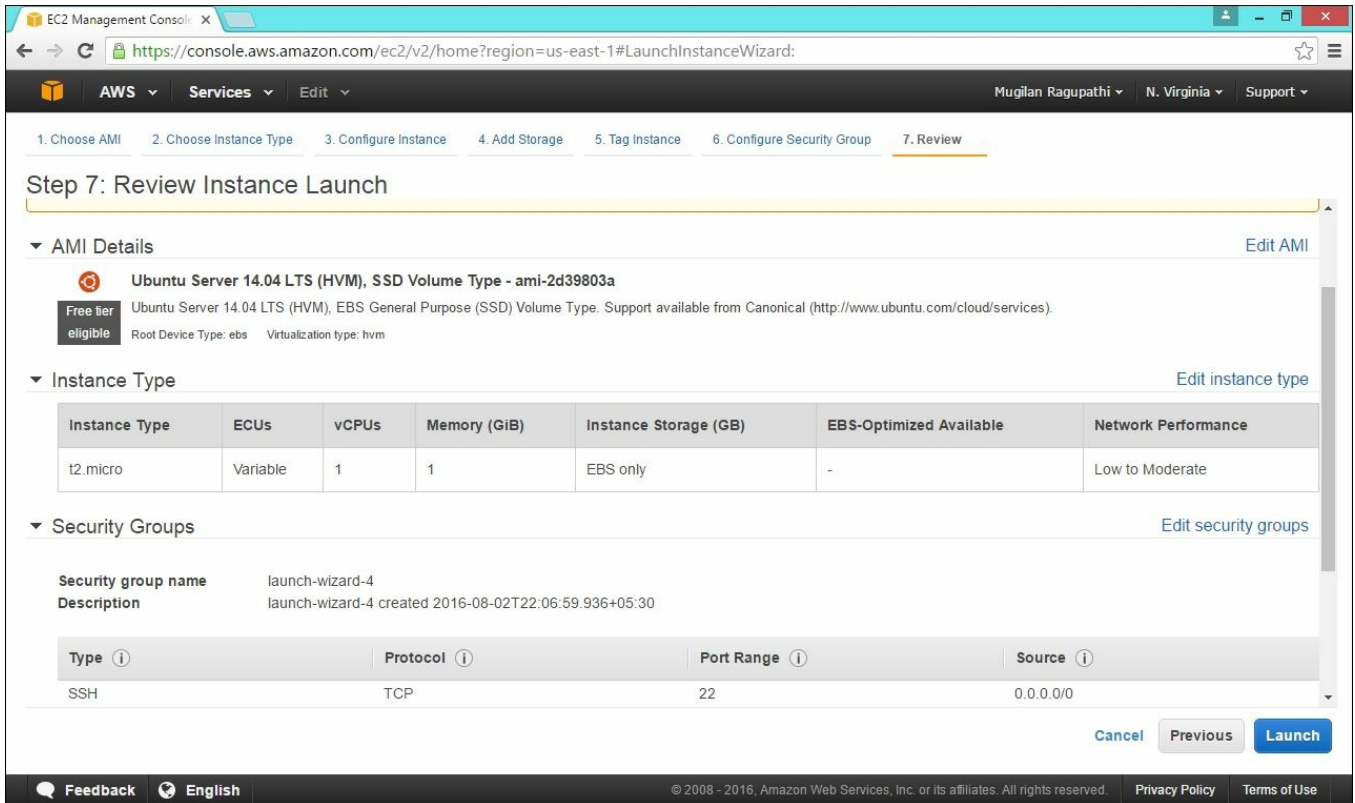 EC2 Management Console
https://console.aws.amazon.com/ec2/v2/home?region=us-east-1#LaunchInstanceWizard:
AWS Services Edit Mugilan Ragupathi N. Virginia Support
1. Choose AMI 2. Choose Instance Type 3. Configure Instance 4. Add Storage 5. Tag Instance 6. Configure Security Group 7. Review
Step 7: Review Instance Launch
AMI Details Edit AMI
Ubuntu Server 14.04 LTS (HVM), SSD Volume Type - ami-2d39803a
Free tier eligible
Ubuntu Server 14.04 LTS (HVM), EBS General Purpose (SSD) Volume Type. Support available from Canonical (http://www.ubuntu.com/cloud/services).
Root Device Type: ebs Virtualization type: hvm
Instance Type Edit instance type
Instance Type ECUs vCPUs Memory (GiB) Instance Storage (GB) EBS-Optimized Available Network Performance
t2.micro Variable 1 1 EBS only - Low to Moderate
Security Groups Edit security groups
Security group name launch-wizard-4
Description launch-wizard-4 created 2016-08-02T22:06:59.936+05:30
Type Protocol Port Range Source
SSH TCP 22 0.0.0.0/0
Cancel Previous Launch
Feedback English © 2008 - 2016, Amazon Web Services, Inc. or its affiliates. All rights reserved. Privacy Policy Terms of Use